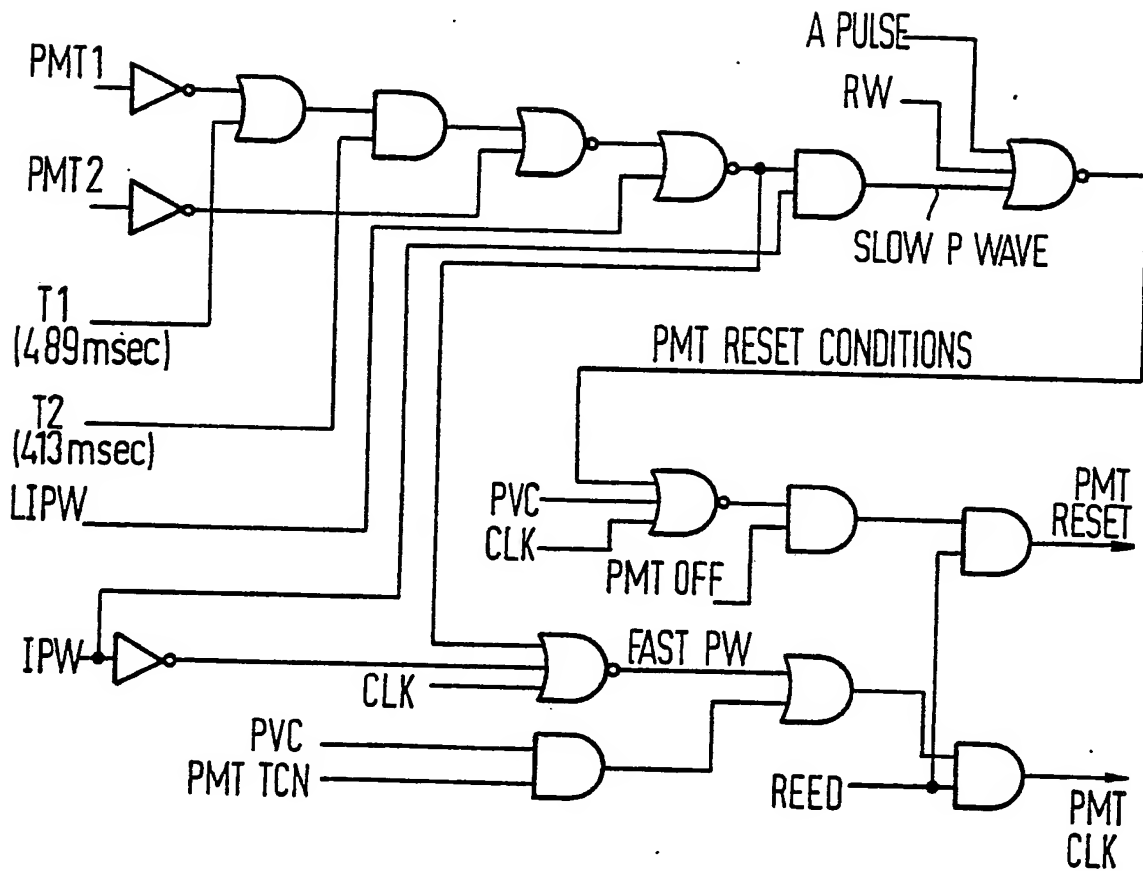 A PULSE
PMT1
RW
PMT2
SLOW P WAVE
T1
(489msec)
PMT RESET CONDITIONS
T2
(413msec)
LIPW
PVC
PMT
RESET
CLK
PMT OFF
IPW
FAST PW
CLK
PVC
PMT TCN
REED
PMT
CLK